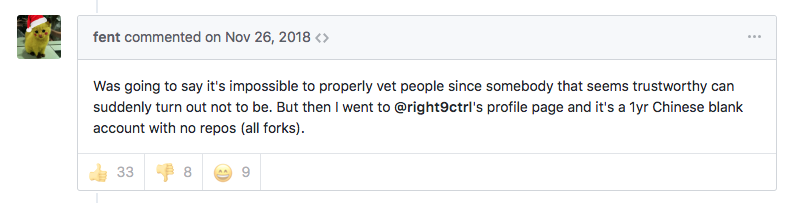 fent commented on Nov 26, 2018 <>
Was going to say it's impossible to properly vet people since somebody that seems trustworthy can
suddenly turn out not to be. But then I went to @right9ctrl's profile page and it's a 1yr Chinese blank
account with no repos (all forks).
33 8 9